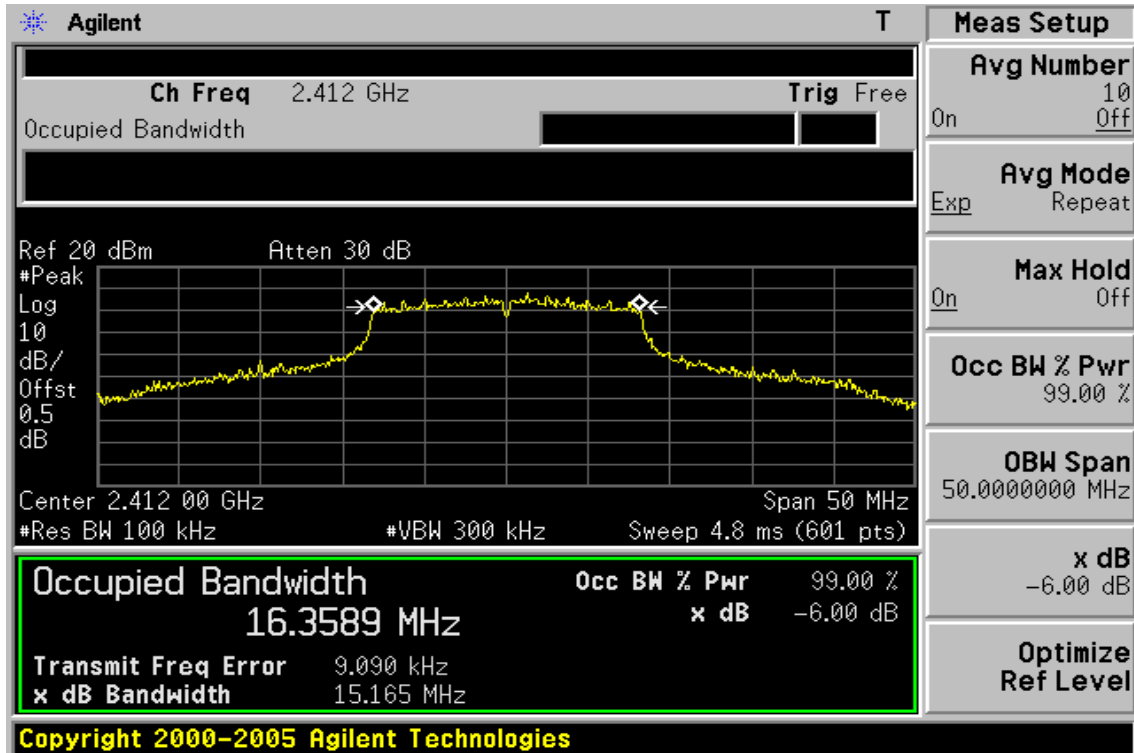 Agilent T
Ch Freq 2.412 GHz Trig Free
Occupied Bandwidth
Ref 20 dBm Atten 30 dB
#Peak
Log
10
dB/
Offst
0.5
dB
Center 2.412 00 GHz Span 50 MHz
#Res BW 100 kHz #VBW 300 kHz Sweep 4.8 ms (601 pts)
Occupied Bandwidth
16.3589 MHz
Occ BW % Pwr 99.00 %
x dB -6.00 dB
Transmit Freq Error 9.090 kHz
x dB Bandwidth 15.165 MHz
Copyright 2000-2005 Agilent Technologies
Meas Setup
Avg Number
10
On Off
Avg Mode
Exp Repeat
Max Hold
On Off
Occ BW % Pwr
99.00 %
OBW Span
50.0000000 MHz
x dB
-6.00 dB
Optimize
Ref Level